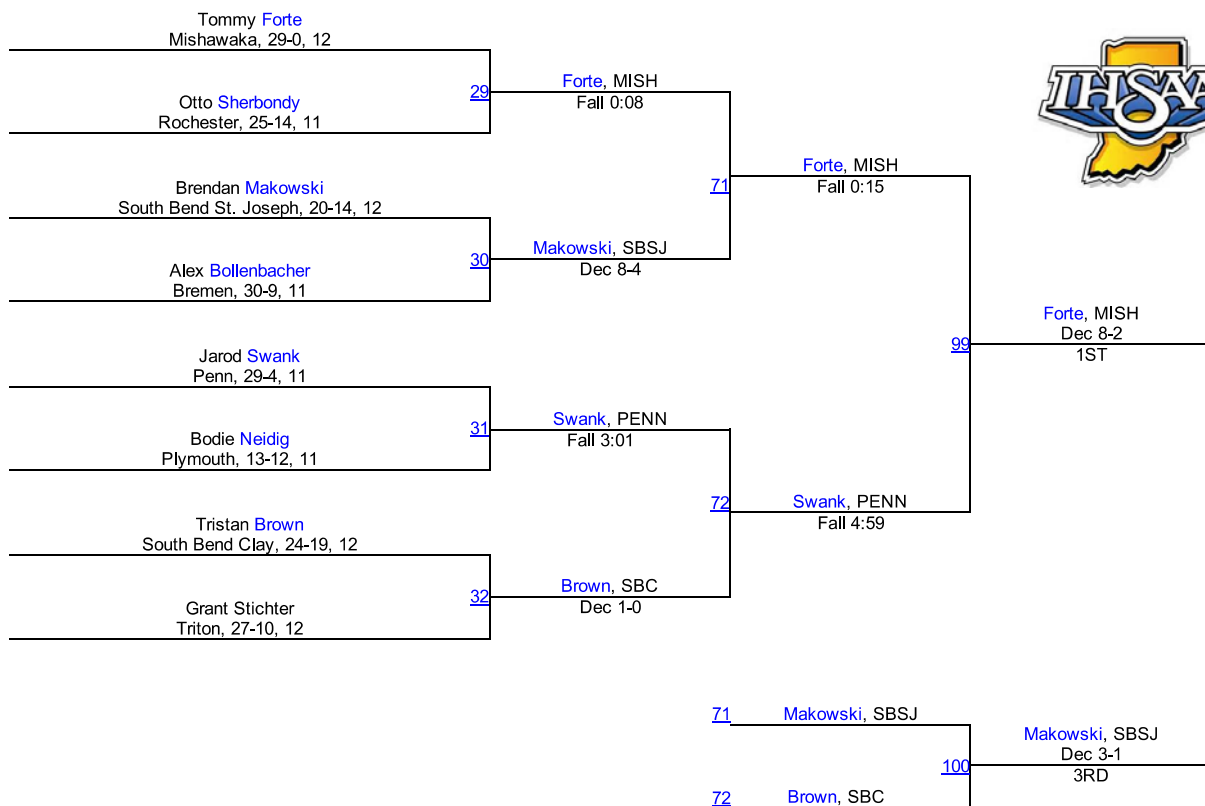 Tommy Forte
Mishawaka, 29-0, 12
29
Otto Sherbondy
Rochester, 25-14, 11
Forte, MISH
Fall 0:08
Brendan Makowski
South Bend St. Joseph, 20-14, 12
30
Alex Bollenbacher
Bremen, 30-9, 11
Makowski, SBSJ
Dec 8-4
71
Forte, MISH
Fall 0:15
Jarod Swank
Penn, 29-4, 11
31
Bodie Neidig
Plymouth, 13-12, 11
Swank, PENN
Fall 3:01
Tristan Brown
South Bend Clay, 24-19, 12
32
Grant Stichter
Triton, 27-10, 12
Brown, SBC
Dec 1-0
72
Swank, PENN
Fall 4:59
99
Forte, MISH
Dec 8-2
1ST
IHSAA
71
Makowski, SBSJ
72
Brown, SBC
100
Makowski, SBSJ
Dec 3-1
3RD